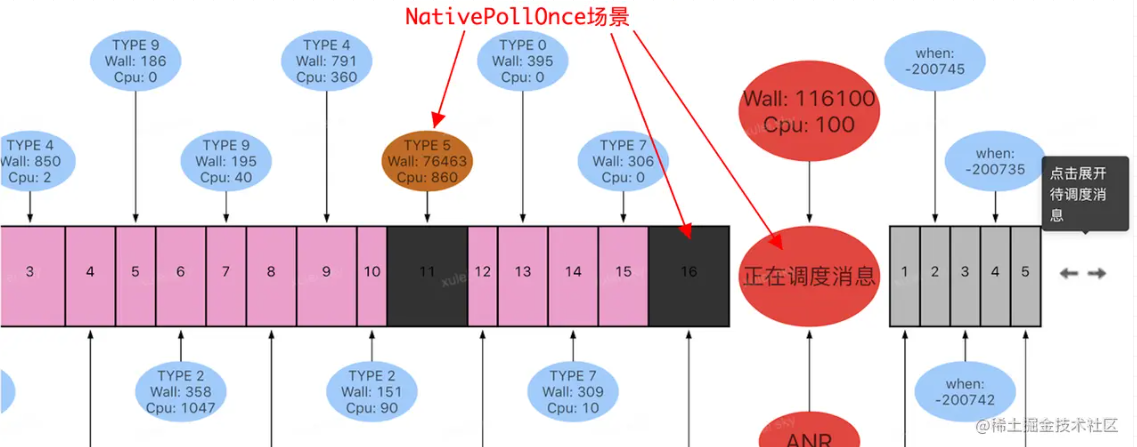 NativePollOnce场景
TYPE 9
Wall: 186
Cpu: 0
TYPE 4
Wall: 791
Cpu: 360
TYPE 0
Wall: 395
Cpu: 0
Wall: 116100
Cpu: 100
when:
-200745
TYPE 4
Wall: 850
Cpu: 2
TYPE 9
Wall: 195
Cpu: 40
TYPE 5
Wall: 76463
Cpu: 860
TYPE 7
Wall: 306
Cpu: 0
when:
-200735
点击展开
待调度消
息
3 4 5 6 7 8 9 10 11 12 13 14 15 16 正在调度消息 1 2 3 4 5
TYPE 2
Wall: 358
Cpu: 1047
TYPE 2
Wall: 151
Cpu: 90
TYPE 7
Wall: 309
Cpu: 10
when:
-200742
ANR
@稀土掘金技术社区